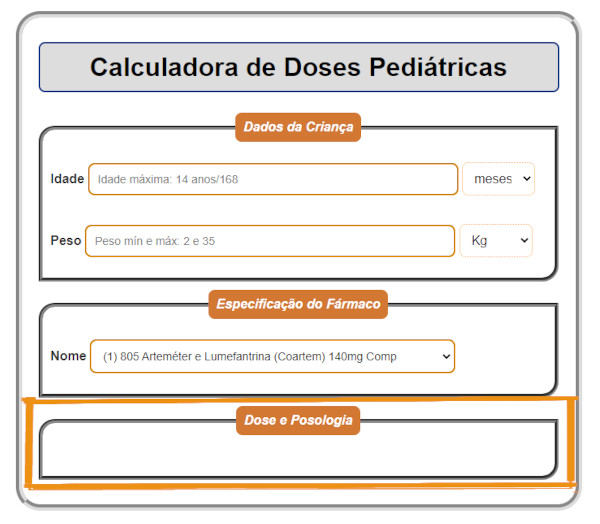 Calculadora de Doses Pediátricas
Dados da Criança
Idade Idade máxima: 14 anos/168 meses
Peso Peso mín e máx: 2 e 35 Kg
Especificação do Fármaco
Nome (1) 805 Arteméter e Lumefantrina (Coartem) 140mg Comp
Dose e Posologia